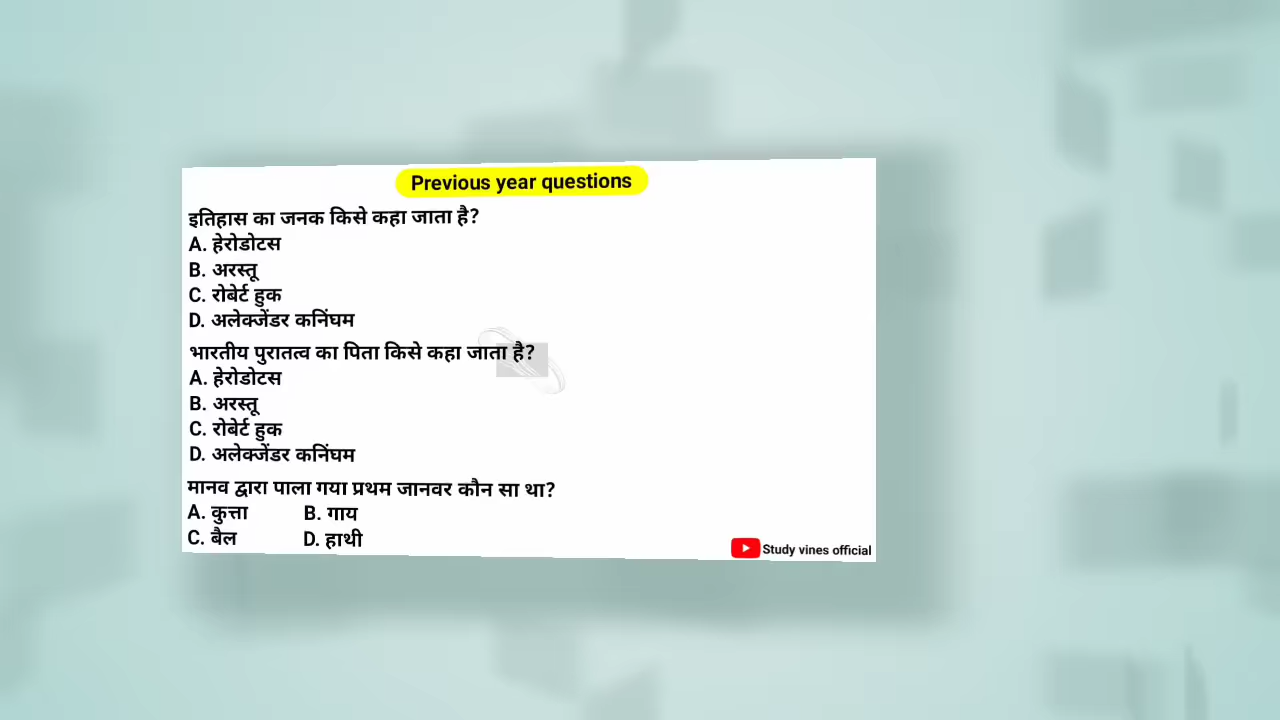 Previous year questions
इतिहास का जनक किसे कहा जाता है?
A. हेरोडोटस
B. अरस्तू
C. रोबेर्ट हुक
D. अलेक्जेंडर कनिंघम
भारतीय पुरातत्व का पिता किसे कहा जाता है?
A. हेरोडोटस
B. अरस्तू
C. रोबेर्ट हुक
D. अलेक्जेंडर कनिंघम
मानव द्वारा पाला गया प्रथम जानवर कौन सा था?
A. कुत्ता B. गाय
C. बैल D. हाथी
Study vines official